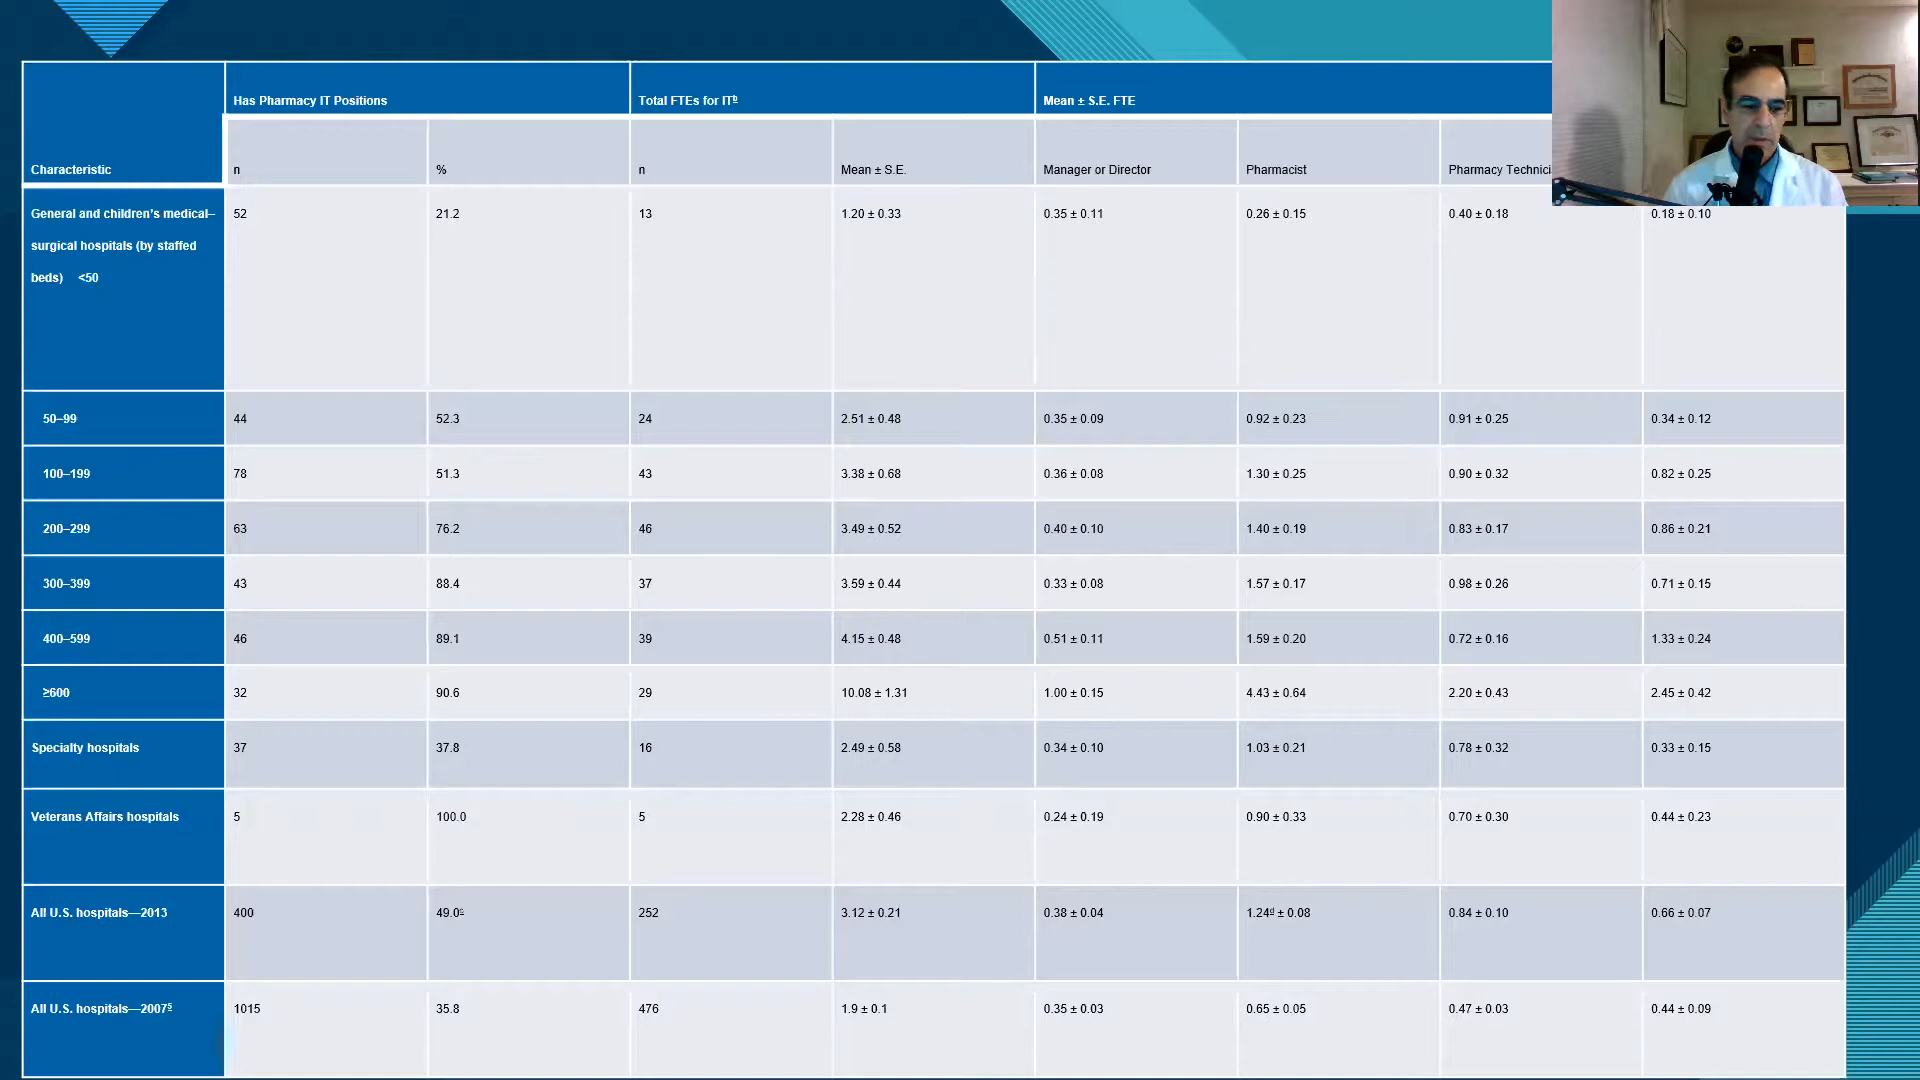 Has Pharmacy IT Positions Total FTEs for ITb Mean ± S.E. FTE
Characteristic n % n Mean ± S.E. Manager or Director Pharmacist Pharmacy
General and children's medical– 52 21.2 13 1.20 ± 0.33 0.35 ± 0.11 0.26 ± 0.15 0.40 ± 0.18 0.18 ± 0.10
surgical hospitals (by staffed
beds) <50
50–99 44 52.3 24 2.51 ± 0.48 0.35 ± 0.09 0.92 ± 0.23 0.91 ± 0.25 0.34 ± 0.12
100–199 78 51.3 43 3.38 ± 0.68 0.36 ± 0.08 1.30 ± 0.25 0.90 ± 0.32 0.82 ± 0.25
200–299 63 76.2 46 3.49 ± 0.52 0.40 ± 0.10 1.40 ± 0.19 0.83 ± 0.17 0.86 ± 0.21
300–399 43 88.4 37 3.59 ± 0.44 0.33 ± 0.08 1.57 ± 0.17 0.98 ± 0.26 0.71 ± 0.15
400–599 46 89.1 39 4.15 ± 0.48 0.51 ± 0.11 1.59 ± 0.20 0.72 ± 0.16 1.33 ± 0.24
≥600 32 90.6 29 10.08 ± 1.31 1.00 ± 0.15 4.43 ± 0.64 2.20 ± 0.43 2.45 ± 0.42
Specialty hospitals 37 37.8 16 2.49 ± 0.58 0.34 ± 0.10 1.03 ± 0.21 0.78 ± 0.32 0.33 ± 0.15
Veterans Affairs hospitals 5 100.0 5 2.28 ± 0.46 0.24 ± 0.19 0.90 ± 0.33 0.70 ± 0.30 0.44 ± 0.23
All U.S. hospitals—2013 400 49.0c 252 3.12 ± 0.21 0.38 ± 0.04 1.24d ± 0.08 0.84 ± 0.10 0.66 ± 0.07
All U.S. hospitals—20075 1015 35.8 476 1.9 ± 0.1 0.35 ± 0.03 0.65 ± 0.05 0.47 ± 0.03 0.44 ± 0.09